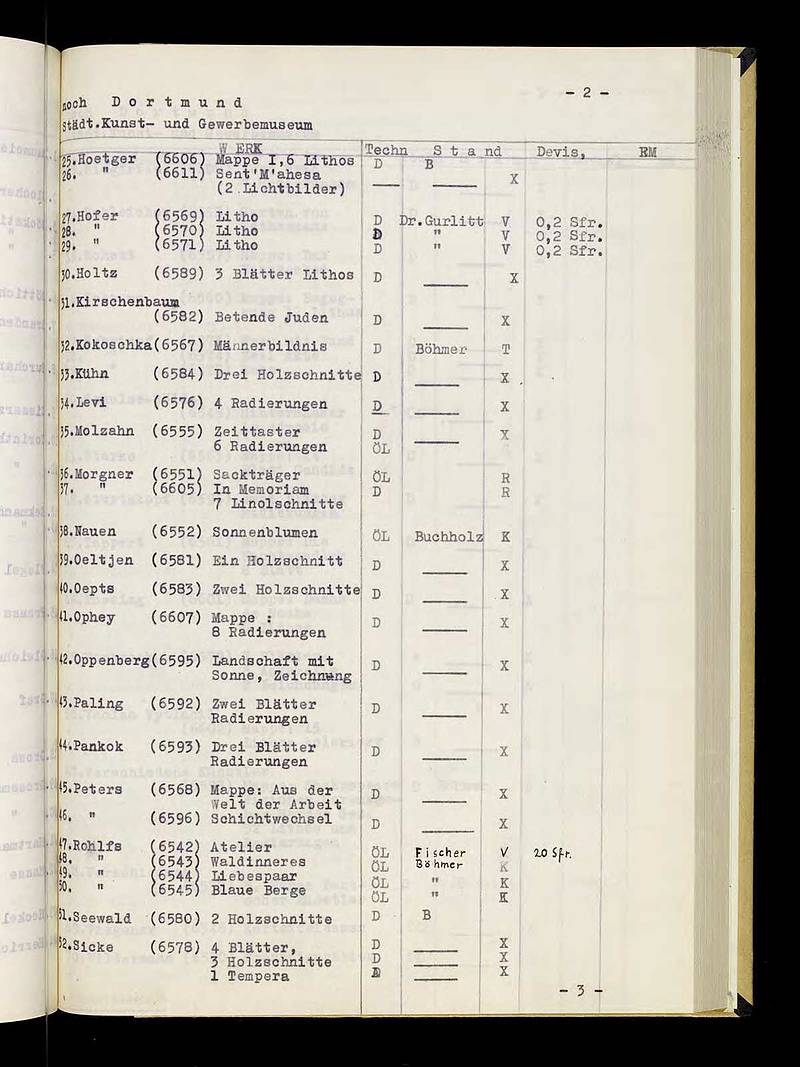 - 2 -
noch D o r t m u n d
Städt.Kunst- und Gewerbemuseum
W ERK Techn S t a nd Devis, RM
25.Hoetger (6606) Mappe I,6 Lithos D B
26. " (6611) Sent'M'ahesa X
(2 Lichtbilder)
27.Hofer (6569) Litho D Dr.Gurlitt V 0,2 Sfr.
28. " (6570) Litho D " V 0,2 Sfr.
29. " (6571) Litho D " V 0,2 Sfr.
30.Holtz (6589) 3 Blätter Lithos D X
31.Kirschenbaum
(6582) Betende Juden D X
32.Kokoschka(6567) Männerbildnis D Böhmer T
33.Kühn (6584) Drei Holzschnitte D X
34.Levi (6576) 4 Radierungen D X
35.Molzahn (6555) Zeittaster D X
6 Radierungen ÖL
36.Morgner (6551) Sackträger ÖL R
37. " (6605) In Memoriam D R
7 Linolschnitte
38.Nauen (6552) Sonnenblumen ÖL Buchholz K
39.Oeltjen (6581) Ein Holzschnitt D X
40.Oepts (6583) Zwei Holzschnitte D X
41.Ophey (6607) Mappe : D X
8 Radierungen
42.Oppenberg(6595) Landschaft mit D X
Sonne, Zeichnung
43.Paling (6592) Zwei Blätter D X
Radierungen
44.Pankok (6593) Drei Blätter D X
Radierungen
45.Peters (6568) Mappe: Aus der D X
Welt der Arbeit
46. " (6596) Schichtwechsel D X
47.Rohlfs (6542) Atelier ÖL Fischer V 20 Sfr.
48. " (6543) Waldinneres ÖL Böhmer K
49. " (6544) Liebespaar ÖL " K
50. " (6545) Blaue Berge ÖL " K
51.Seewald (6580) 2 Holzschnitte D B
52.Sicke (6578) 4 Blätter, D X
3 Holzschnitte D X
1 Tempera D X
- 3 -